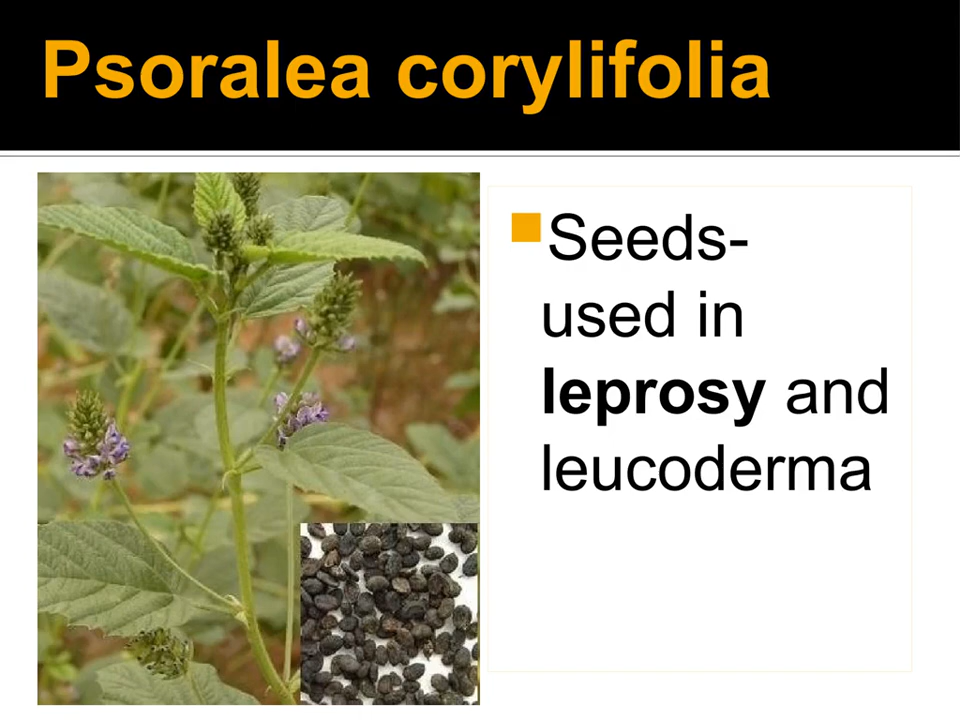 Psoralea corylifolia
Seeds-
used in
leprosy and
leucoderma